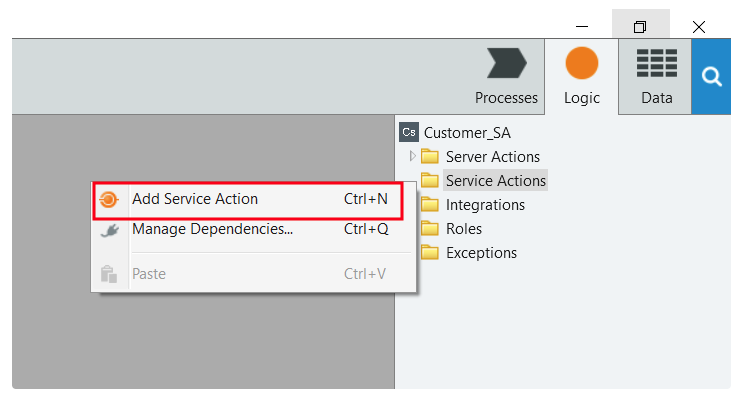 Processes Logic Data
Cs Customer_SA
Server Actions
Service Actions
Integrations
Roles
Exceptions
Add Service Action Ctrl+N
Manage Dependencies... Ctrl+Q
Paste Ctrl+V